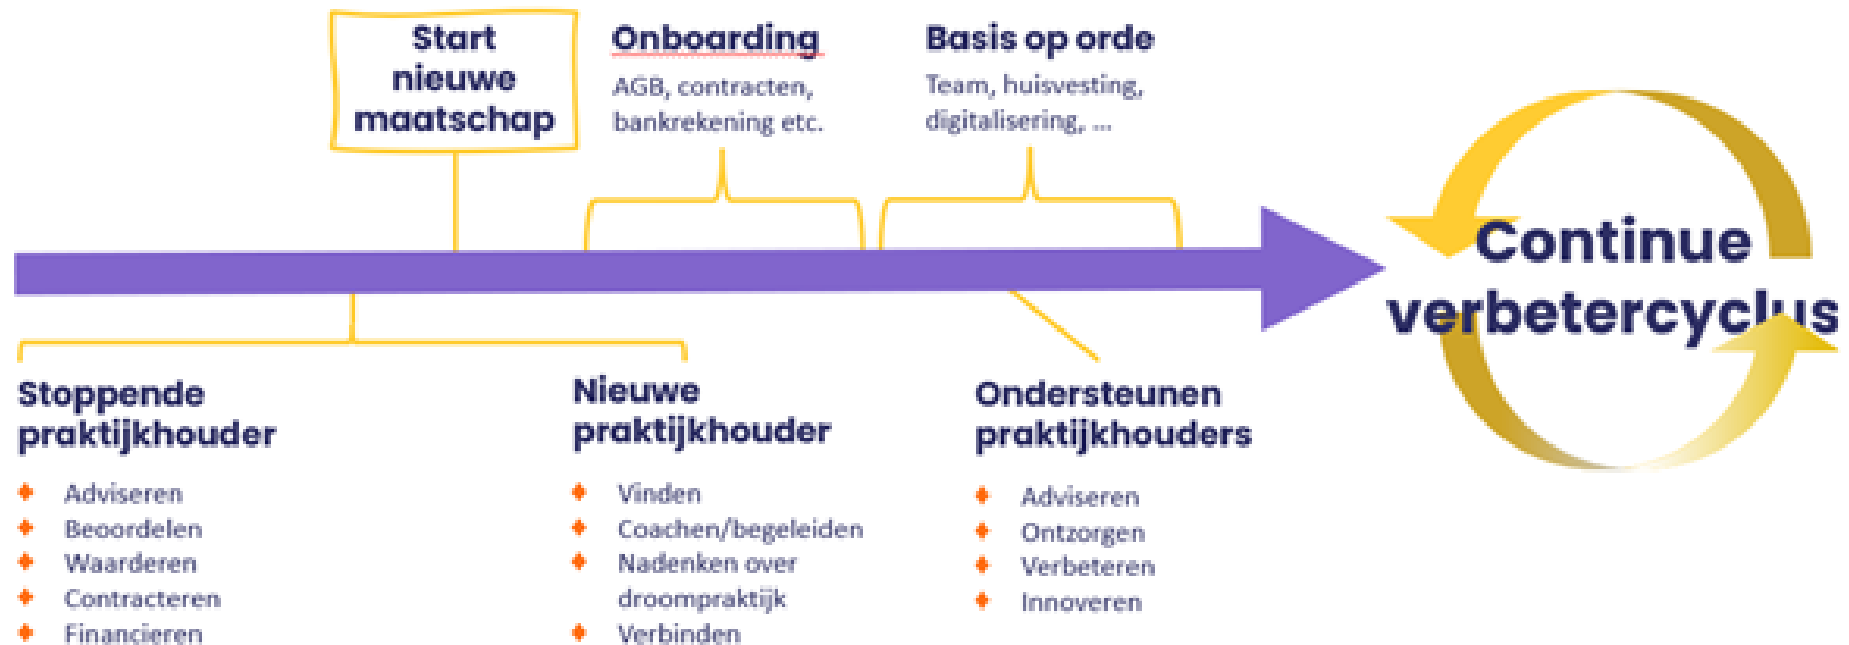 Start
nieuwe
maatschap
Onboarding
AGB, contracten,
bankrekening etc.
Basis op orde
Team, huisvesting,
digitalisering, ...
Continue
verbetercyclus
Stoppende
praktijkhouder
Adviseren
Beoordelen
Waarderen
Contracteren
Financieren
Nieuwe
praktijkhouder
Vinden
Coachen/begeleiden
Nadenken over
droompraktijk
Verbinden
Ondersteunen
praktijkhouders
Adviseren
Ontzorgen
Verbeteren
Innoveren